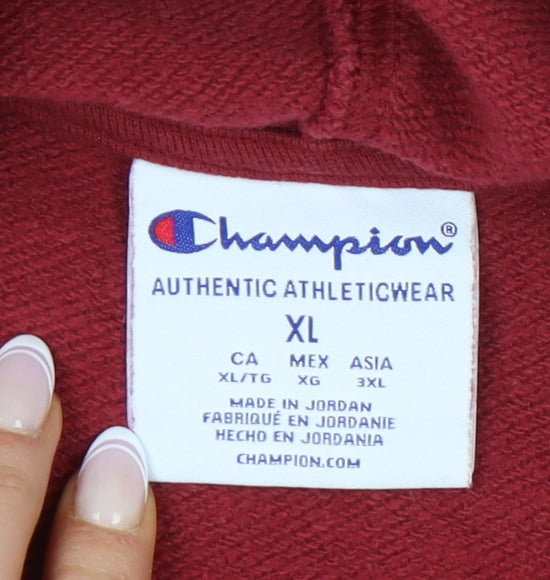 Champion®
AUTHENTIC ATHLETICWEAR
XL
CA MEX ASIA
XL/TG XG 3XL
MADE IN JORDAN
FABRIQUÉ EN JORDANIE
HECHO EN JORDANIA
CHAMPION.COM